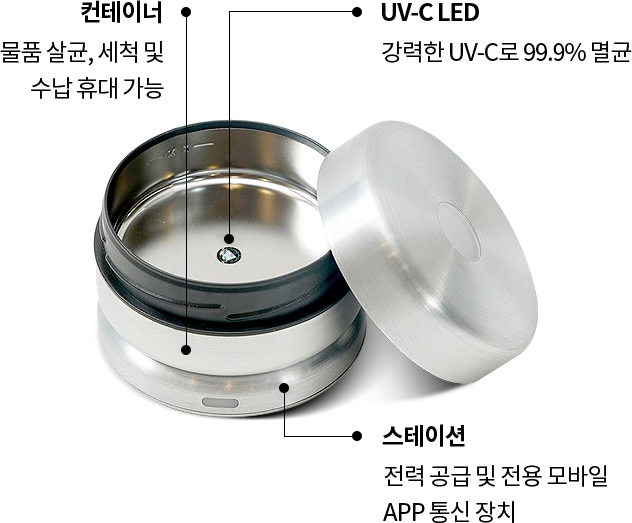 컨테이너
물품 살균, 세척 및
수납 휴대 가능
UV-C LED
강력한 UV-C로 99.9% 멸균
스테이션
전력 공급 및 전용 모바일
APP 통신 장치